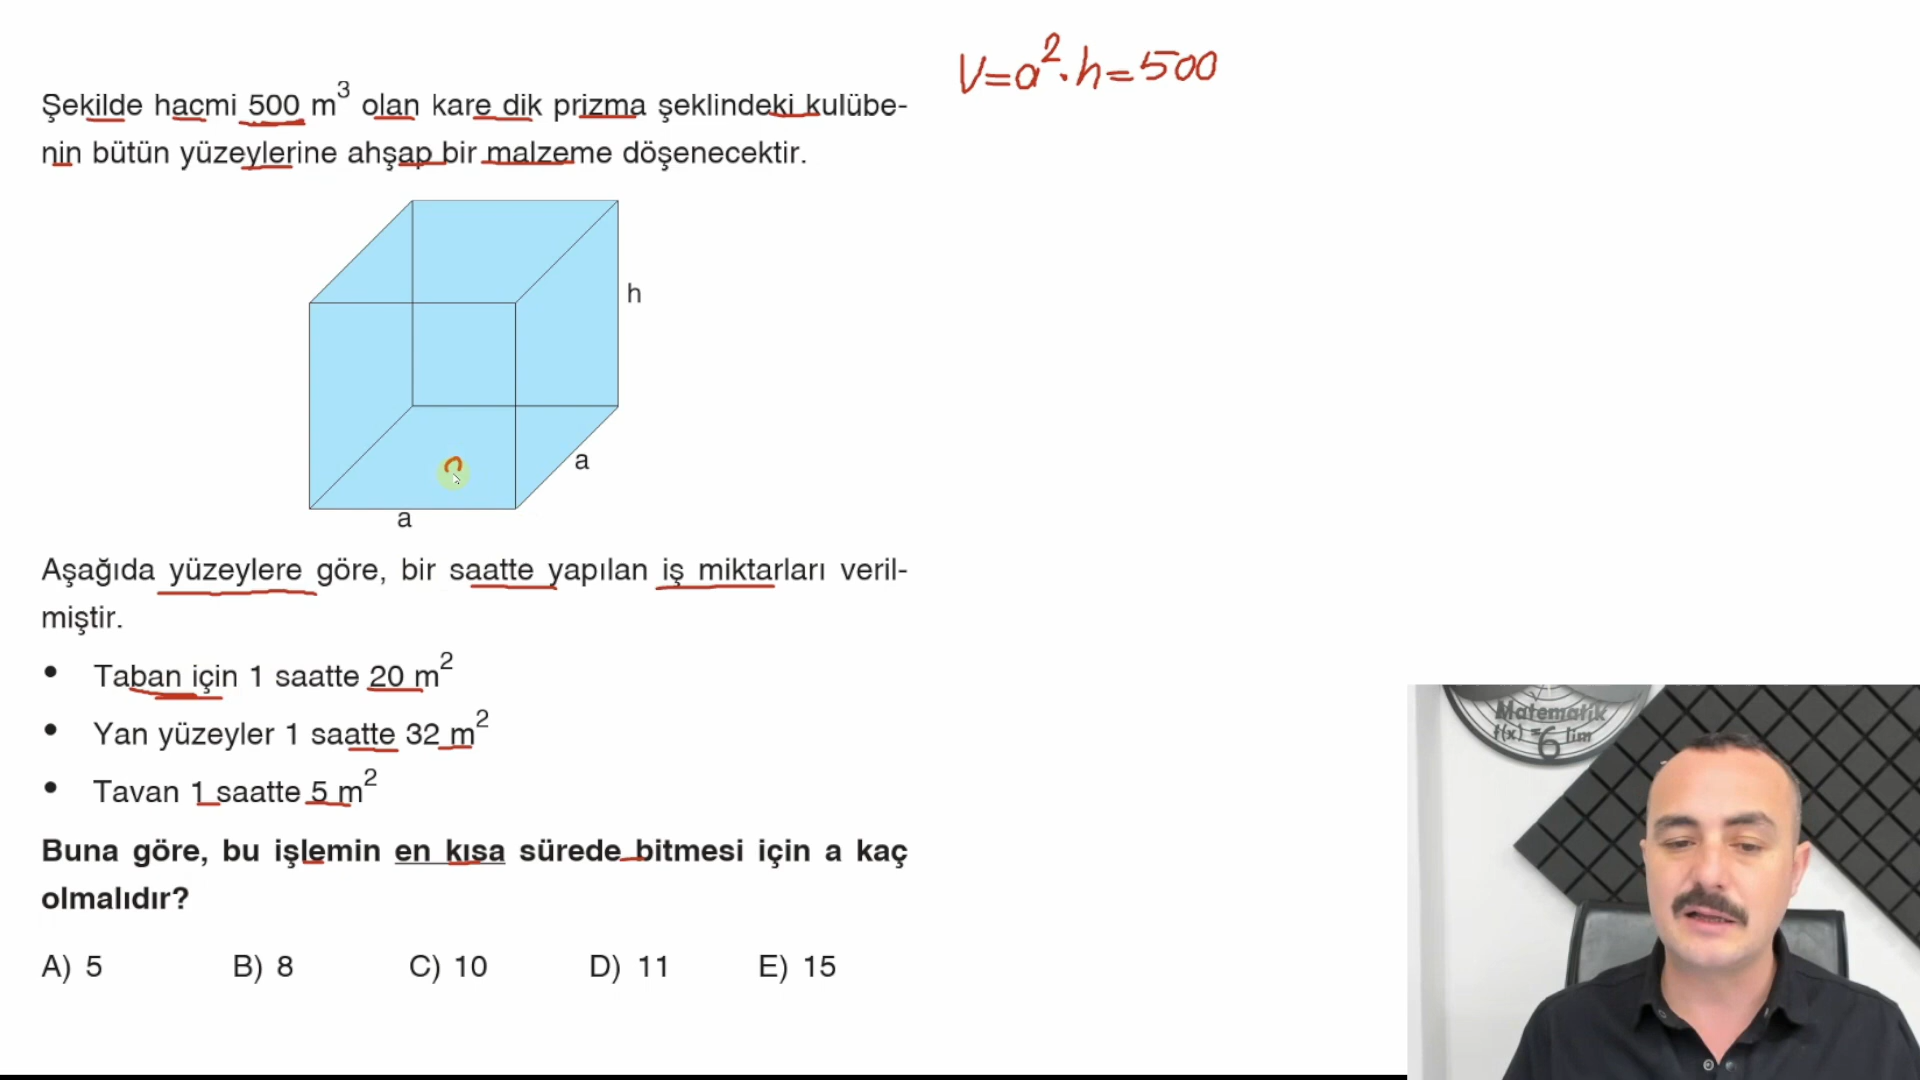 V=a²·h=500
Şekilde hacmi 500 m³ olan kare dik prizma şeklindeki kulübe-
nin bütün yüzeylerine ahşap bir malzeme döşenecektir.
h
a
a
Aşağıda yüzeylere göre, bir saatte yapılan iş miktarları veril-
miştir.
• Taban için 1 saatte 20 m²
• Yan yüzeyler 1 saatte 32 m²
• Tavan 1 saatte 5 m²
Buna göre, bu işlemin en kısa sürede bitmesi için a kaç
olmalıdır?
A) 5 B) 8 C) 10 D) 11 E) 15
Matematik
f(x) = 6 lim